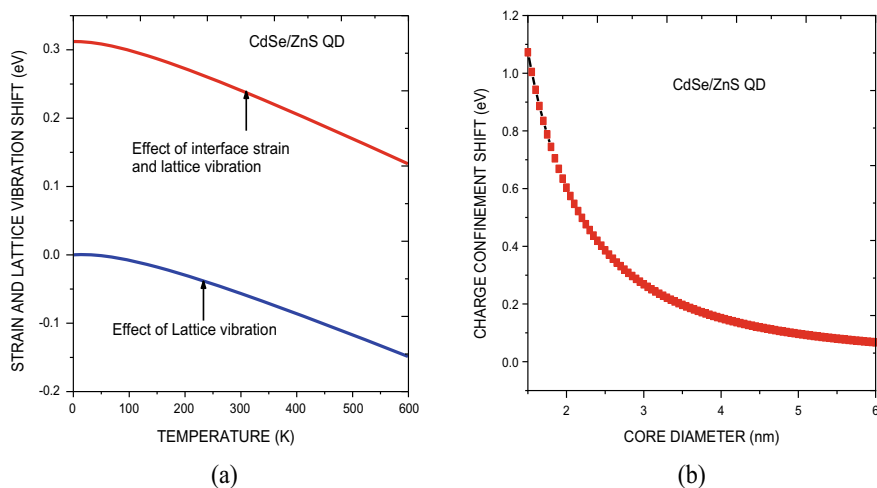 CdSe/ZnS QD
STRAIN AND LATTICE VIBRATION SHIFT (eV)
0.3
0.2
0.1
0.0
-0.1
-0.2
Effect of interface strain
and lattice vibration
Effect of Lattice vibration
0 100 200 300 400 500 600
TEMPERATURE (K)
(a)
CdSe/ZnS QD
CHARGE CONFINEMENT SHIFT (eV)
1.2
1.0
0.8
0.6
0.4
0.2
0.0
2 3 4 5 6
CORE DIAMETER (nm)
(b)